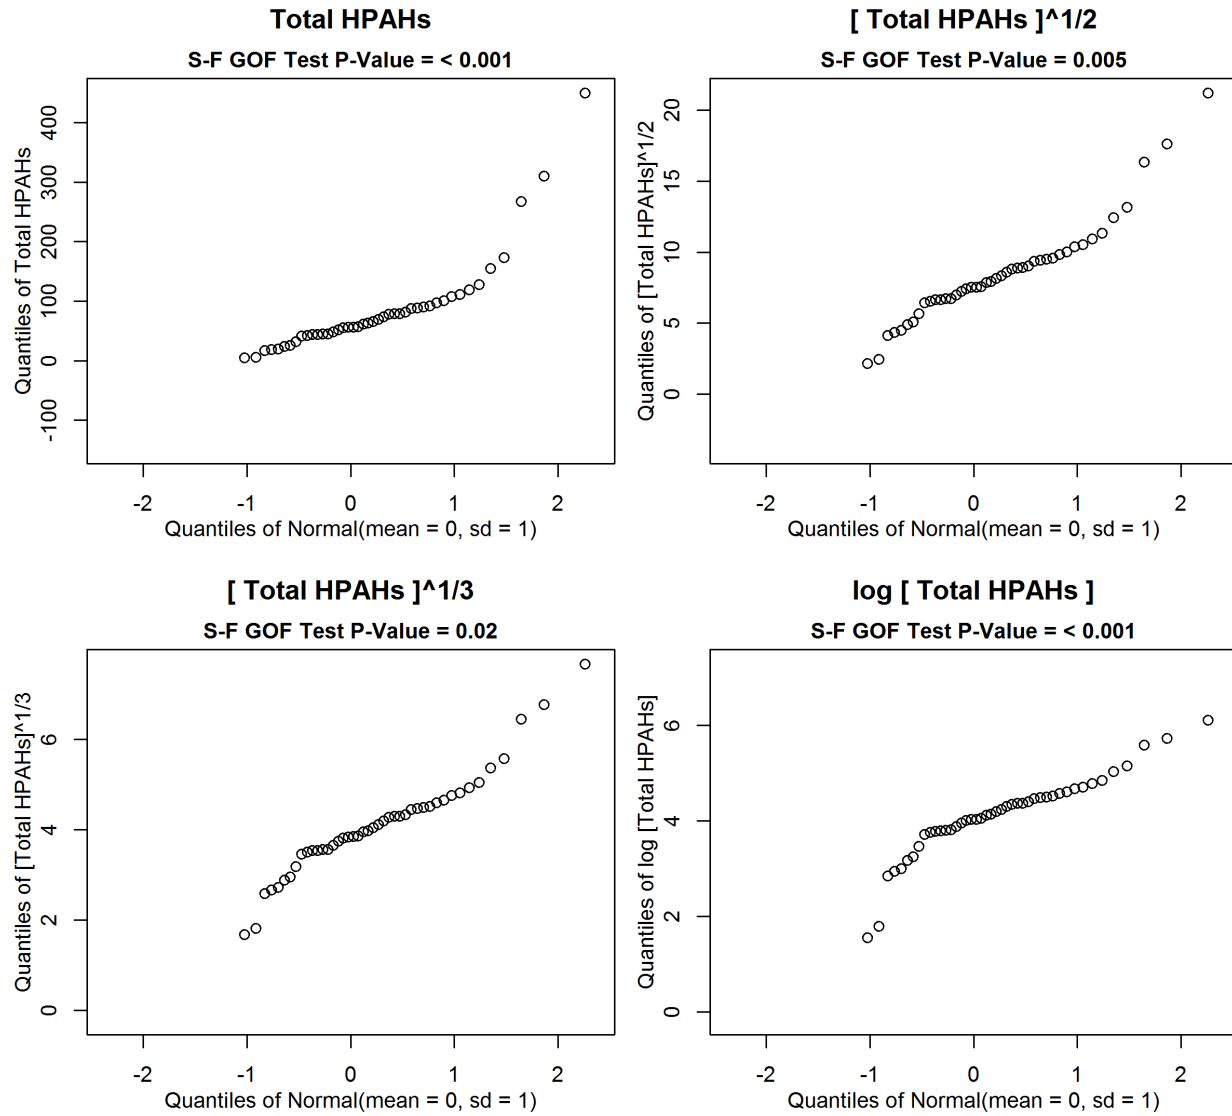 Total HPAHs
S-F GOF Test P-Value = < 0.001
Quantiles of Total HPAHs
400
300
200
100
0
-100
-2 -1 0 1 2
Quantiles of Normal(mean = 0, sd = 1)
[ Total HPAHs ]^1/2
S-F GOF Test P-Value = 0.005
Quantiles of [Total HPAHs]^1/2
20
15
10
5
0
-2 -1 0 1 2
Quantiles of Normal(mean = 0, sd = 1)
[ Total HPAHs ]^1/3
S-F GOF Test P-Value = 0.02
Quantiles of [Total HPAHs]^1/3
6
4
2
0
-2 -1 0 1 2
Quantiles of Normal(mean = 0, sd = 1)
log [ Total HPAHs ]
S-F GOF Test P-Value = < 0.001
Quantiles of log [Total HPAHs]
6
4
2
0
-2 -1 0 1 2
Quantiles of Normal(mean = 0, sd = 1)